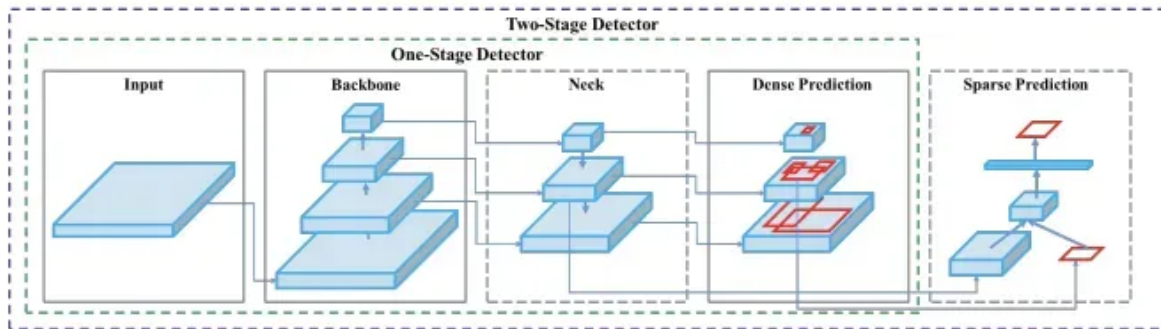 Two-Stage Detector
One-Stage Detector
Input
Backbone
Neck
Dense Prediction
Sparse Prediction